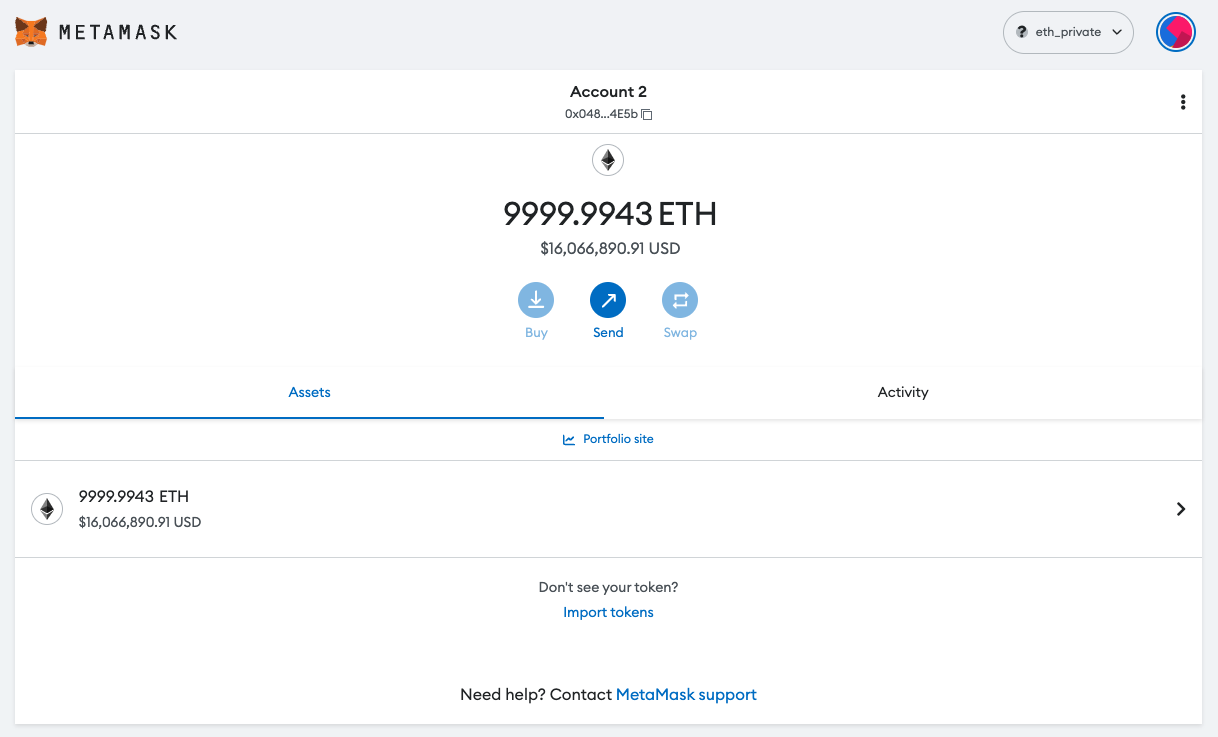 METAMASK
? eth_private
Account 2
0x048...4E5b
9999.9943 ETH
$16,066,890.91 USD
Buy Send Swap
Assets Activity
Portfolio site
9999.9943 ETH
$16,066,890.91 USD
Don't see your token?
Import tokens
Need help? Contact MetaMask support